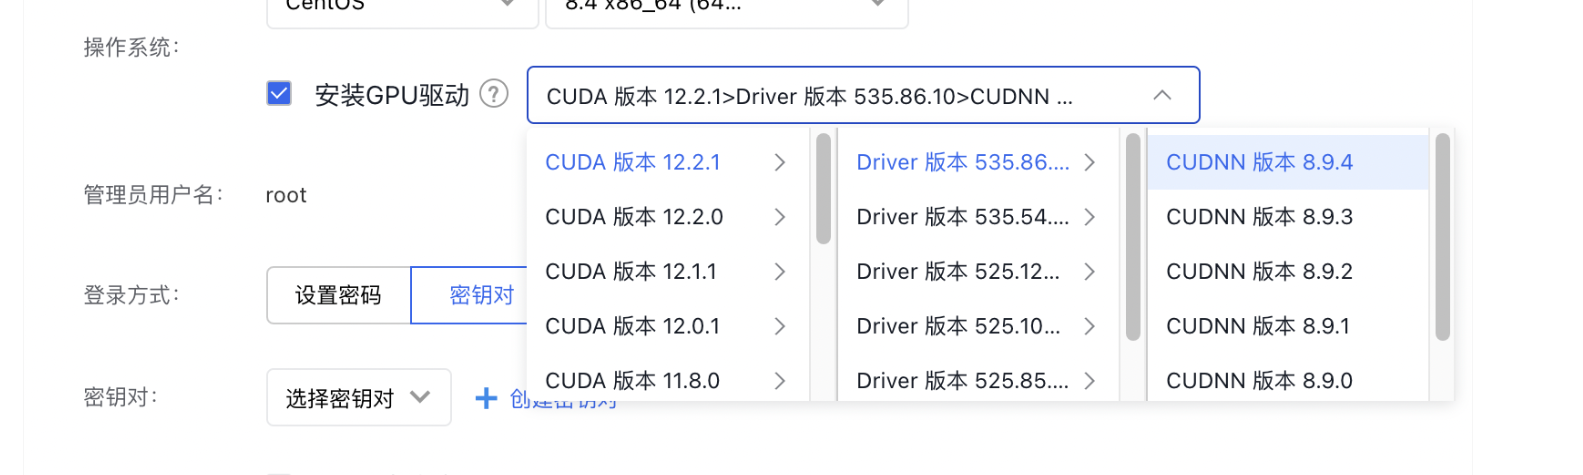 CentOS
8.4 x86_64 (64...
操作系统:
安装GPU驱动 ?
CUDA 版本 12.2.1>Driver 版本 535.86.10>CUDNN ...
CUDA 版本 12.2.1
Driver 版本 535.86....
CUDNN 版本 8.9.4
管理员用户名:
root
CUDA 版本 12.2.0
Driver 版本 535.54....
CUDNN 版本 8.9.3
CUDA 版本 12.1.1
Driver 版本 525.12...
CUDNN 版本 8.9.2
登录方式:
设置密码
密钥对
CUDA 版本 12.0.1
Driver 版本 525.10...
CUDNN 版本 8.9.1
密钥对:
选择密钥对
创建密钥对
CUDA 版本 11.8.0
Driver 版本 525.85....
CUDNN 版本 8.9.0